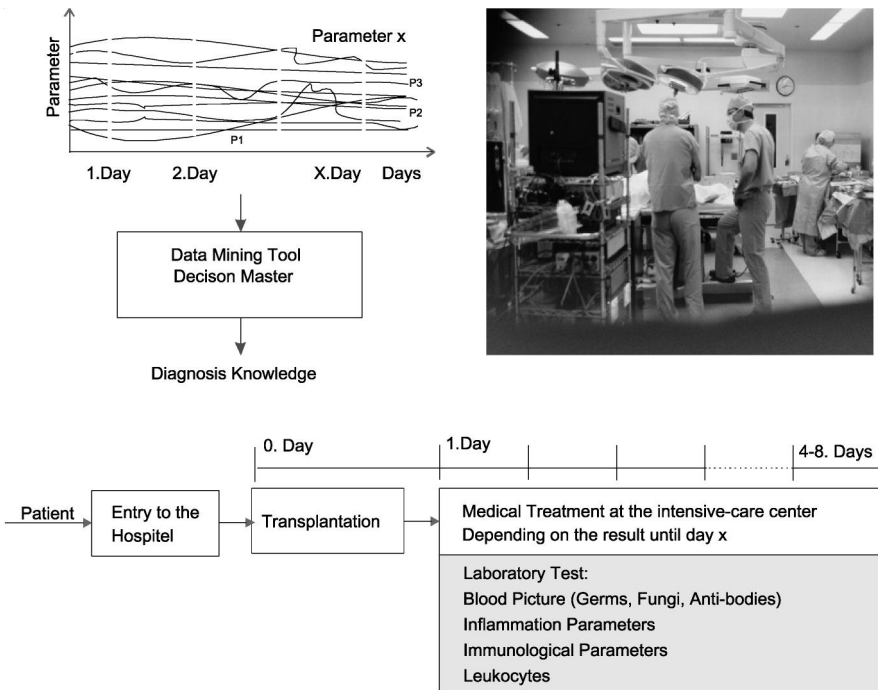 Parameter x
Parameter
P3
P2
P1
1.Day 2.Day X.Day Days
Data Mining Tool
Decison Master
Diagnosis Knowledge
0. Day 1.Day 4-8. Days
Patient
Entry to the
Hospitel
Transplantation
Medical Treatment at the intensive-care center
Depending on the result until day x
Laboratory Test:
Blood Picture (Germs, Fungi, Anti-bodies)
Inflammation Parameters
Immunological Parameters
Leukocytes